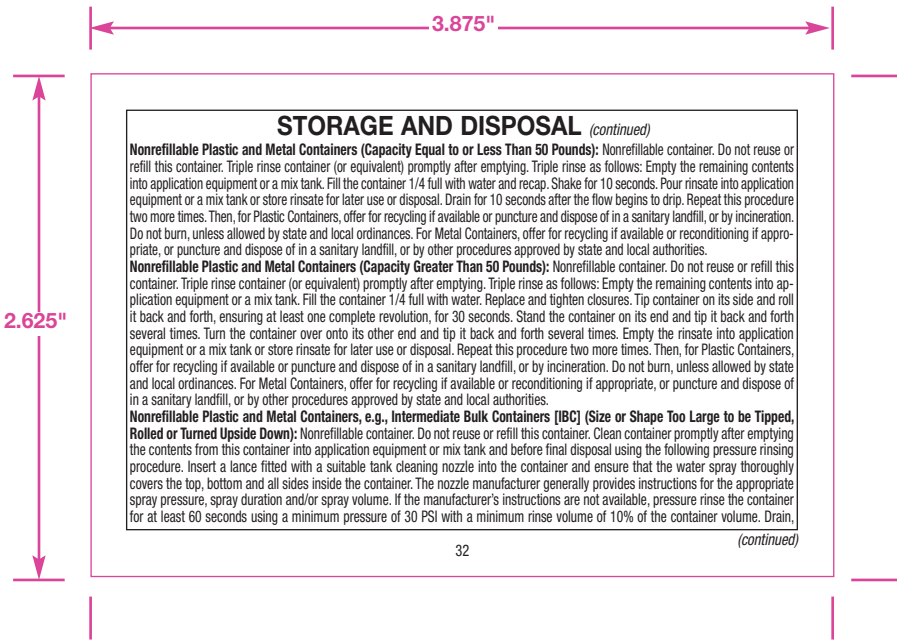 3.875"
2.625"
STORAGE AND DISPOSAL (continued)
Nonrefillable Plastic and Metal Containers (Capacity Equal to or Less Than 50 Pounds): Nonrefillable container. Do not reuse or
refill this container. Triple rinse container (or equivalent) promptly after emptying. Triple rinse as follows: Empty the remaining contents
into application equipment or a mix tank. Fill the container 1/4 full with water and recap. Shake for 10 seconds. Pour rinsate into application
equipment or a mix tank or store rinsate for later use or disposal. Drain for 10 seconds after the flow begins to drip. Repeat this procedure
two more times. Then, for Plastic Containers, offer for recycling if available or puncture and dispose of in a sanitary landfill, or by incineration.
Do not burn, unless allowed by state and local ordinances. For Metal Containers, offer for recycling if available or reconditioning if appro-
priate, or puncture and dispose of in a sanitary landfill, or by other procedures approved by state and local authorities.
Nonrefillable Plastic and Metal Containers (Capacity Greater Than 50 Pounds): Nonrefillable container. Do not reuse or refill this
container. Triple rinse container (or equivalent) promptly after emptying. Triple rinse as follows: Empty the remaining contents into ap-
plication equipment or a mix tank. Fill the container 1/4 full with water. Replace and tighten closures. Tip container on its side and roll
it back and forth, ensuring at least one complete revolution, for 30 seconds. Stand the container on its end and tip it back and forth
several times. Turn the container over onto its other end and tip it back and forth several times. Empty the rinsate into application
equipment or a mix tank or store rinsate for later use or disposal. Repeat this procedure two more times. Then, for Plastic Containers,
offer for recycling if available or puncture and dispose of in a sanitary landfill, or by incineration. Do not burn, unless allowed by state
and local ordinances. For Metal Containers, offer for recycling if available or reconditioning if appropriate, or puncture and dispose of
in a sanitary landfill, or by other procedures approved by state and local authorities.
Nonrefillable Plastic and Metal Containers, e.g., Intermediate Bulk Containers [IBC] (Size or Shape Too Large to be Tipped,
Rolled or Turned Upside Down): Nonrefillable container. Do not reuse or refill this container. Clean container promptly after emptying
the contents from this container into application equipment or mix tank and before final disposal using the following pressure rinsing
procedure. Insert a lance fitted with a suitable tank cleaning nozzle into the container and ensure that the water spray thoroughly
covers the top, bottom and all sides inside the container. The nozzle manufacturer generally provides instructions for the appropriate
spray pressure, spray duration and/or spray volume. If the manufacturer's instructions are not available, pressure rinse the container
for at least 60 seconds using a minimum pressure of 30 PSI with a minimum rinse volume of 10% of the container volume. Drain,
(continued)
32